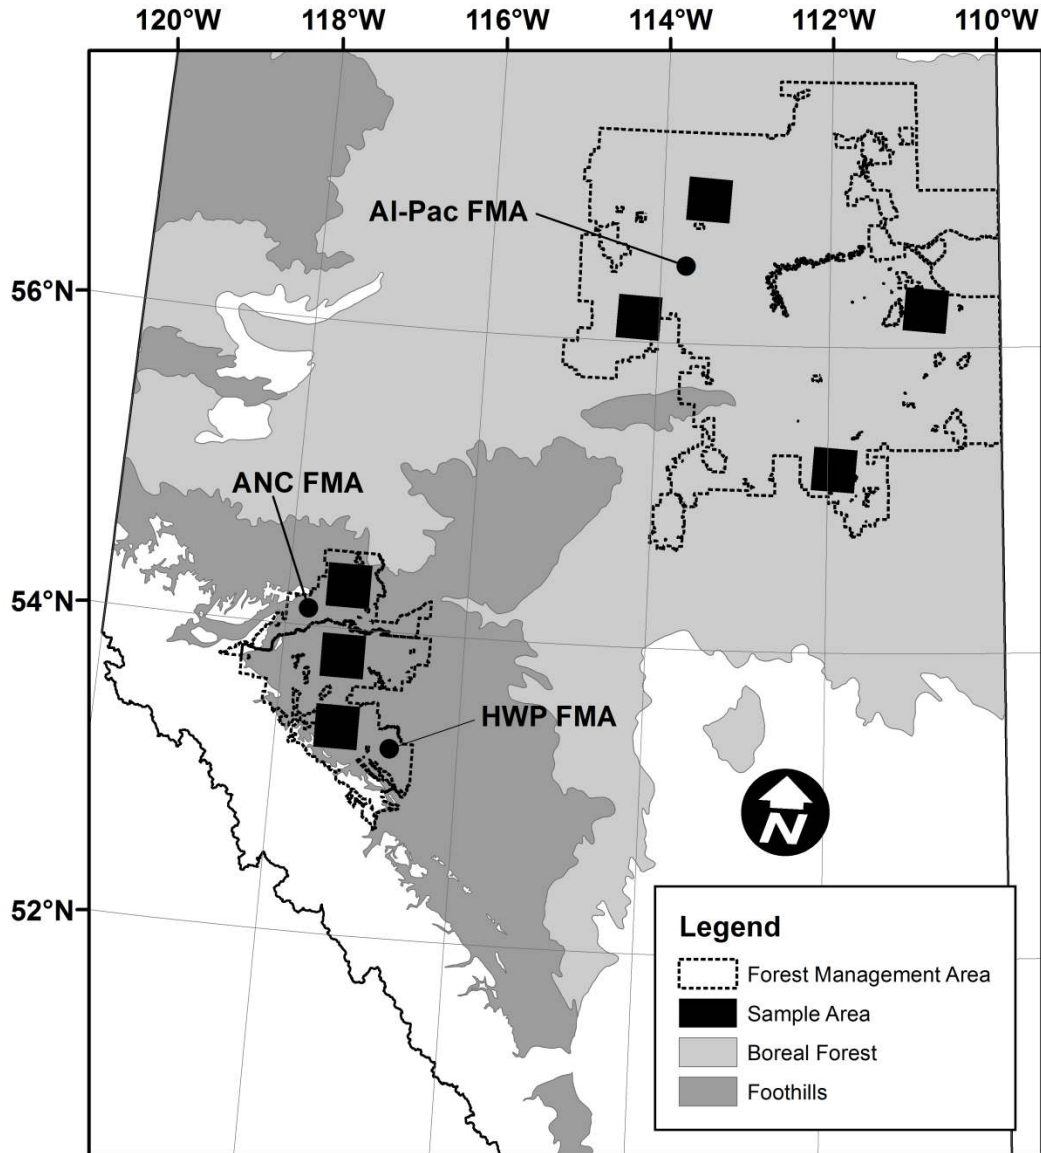 120°W 118°W 116°W 114°W 112°W 110°W
Al-Pac FMA
56°N
ANC FMA
54°N
HWP FMA
N
52°N
Legend
Forest Management Area
Sample Area
Boreal Forest
Foothills